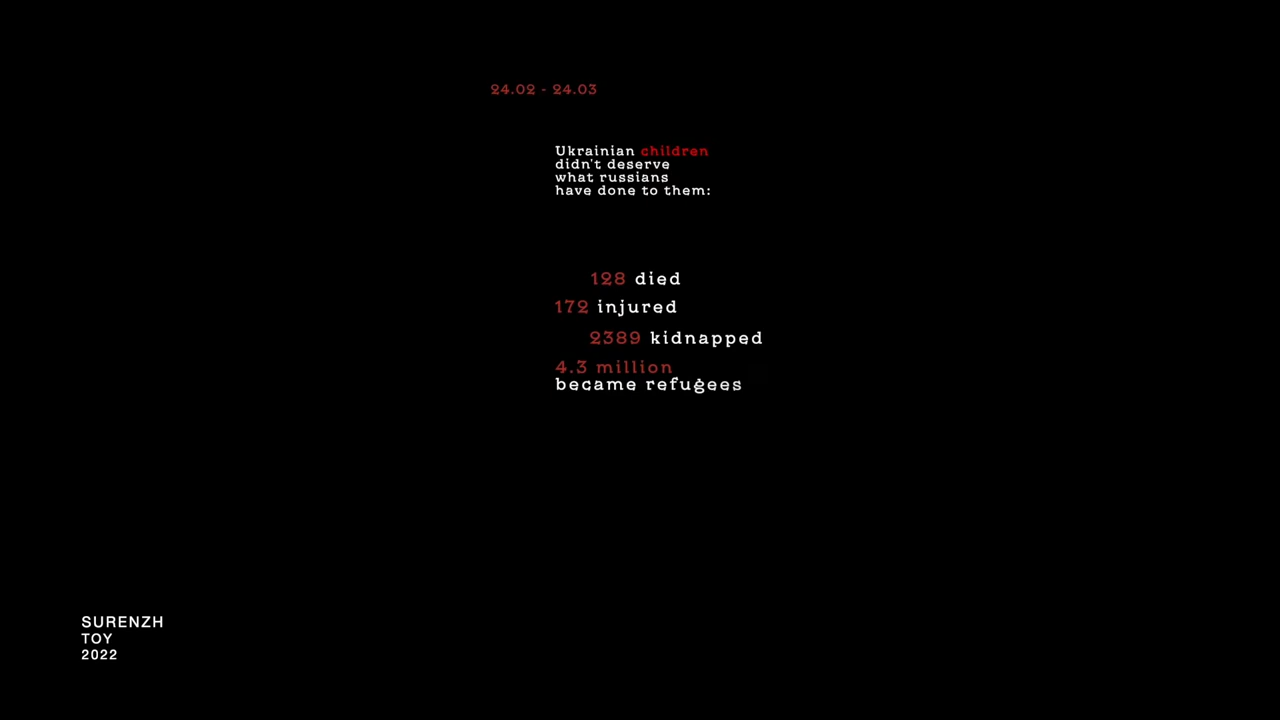 24.02 - 24.03
Ukrainian children
didn't deserve
what russians
have done to them:
128 died
172 injured
2389 kidnapped
4.3 million
became refugees
SURENZH
TOY
2022